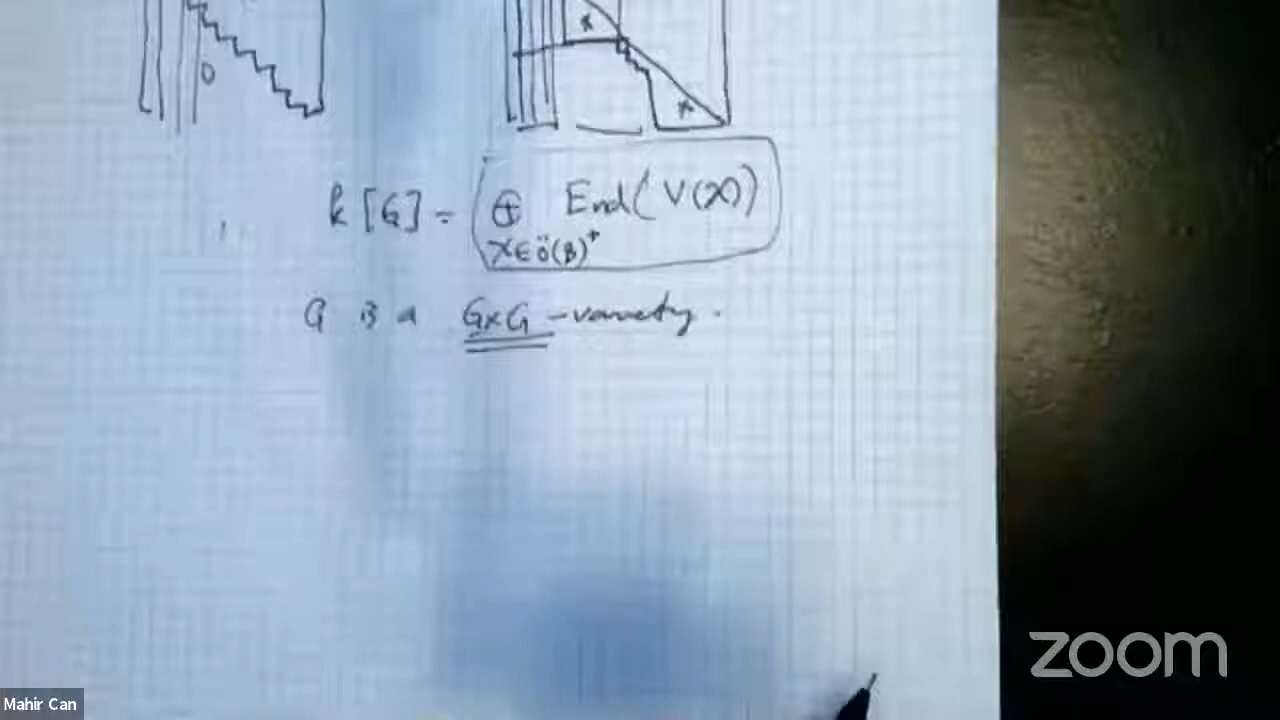 0
*
*
k[G] = ⊕ End(V(χ))
χ∈Ö(B)⁺
G is a G×G-variety.
zoom
Mahir Can